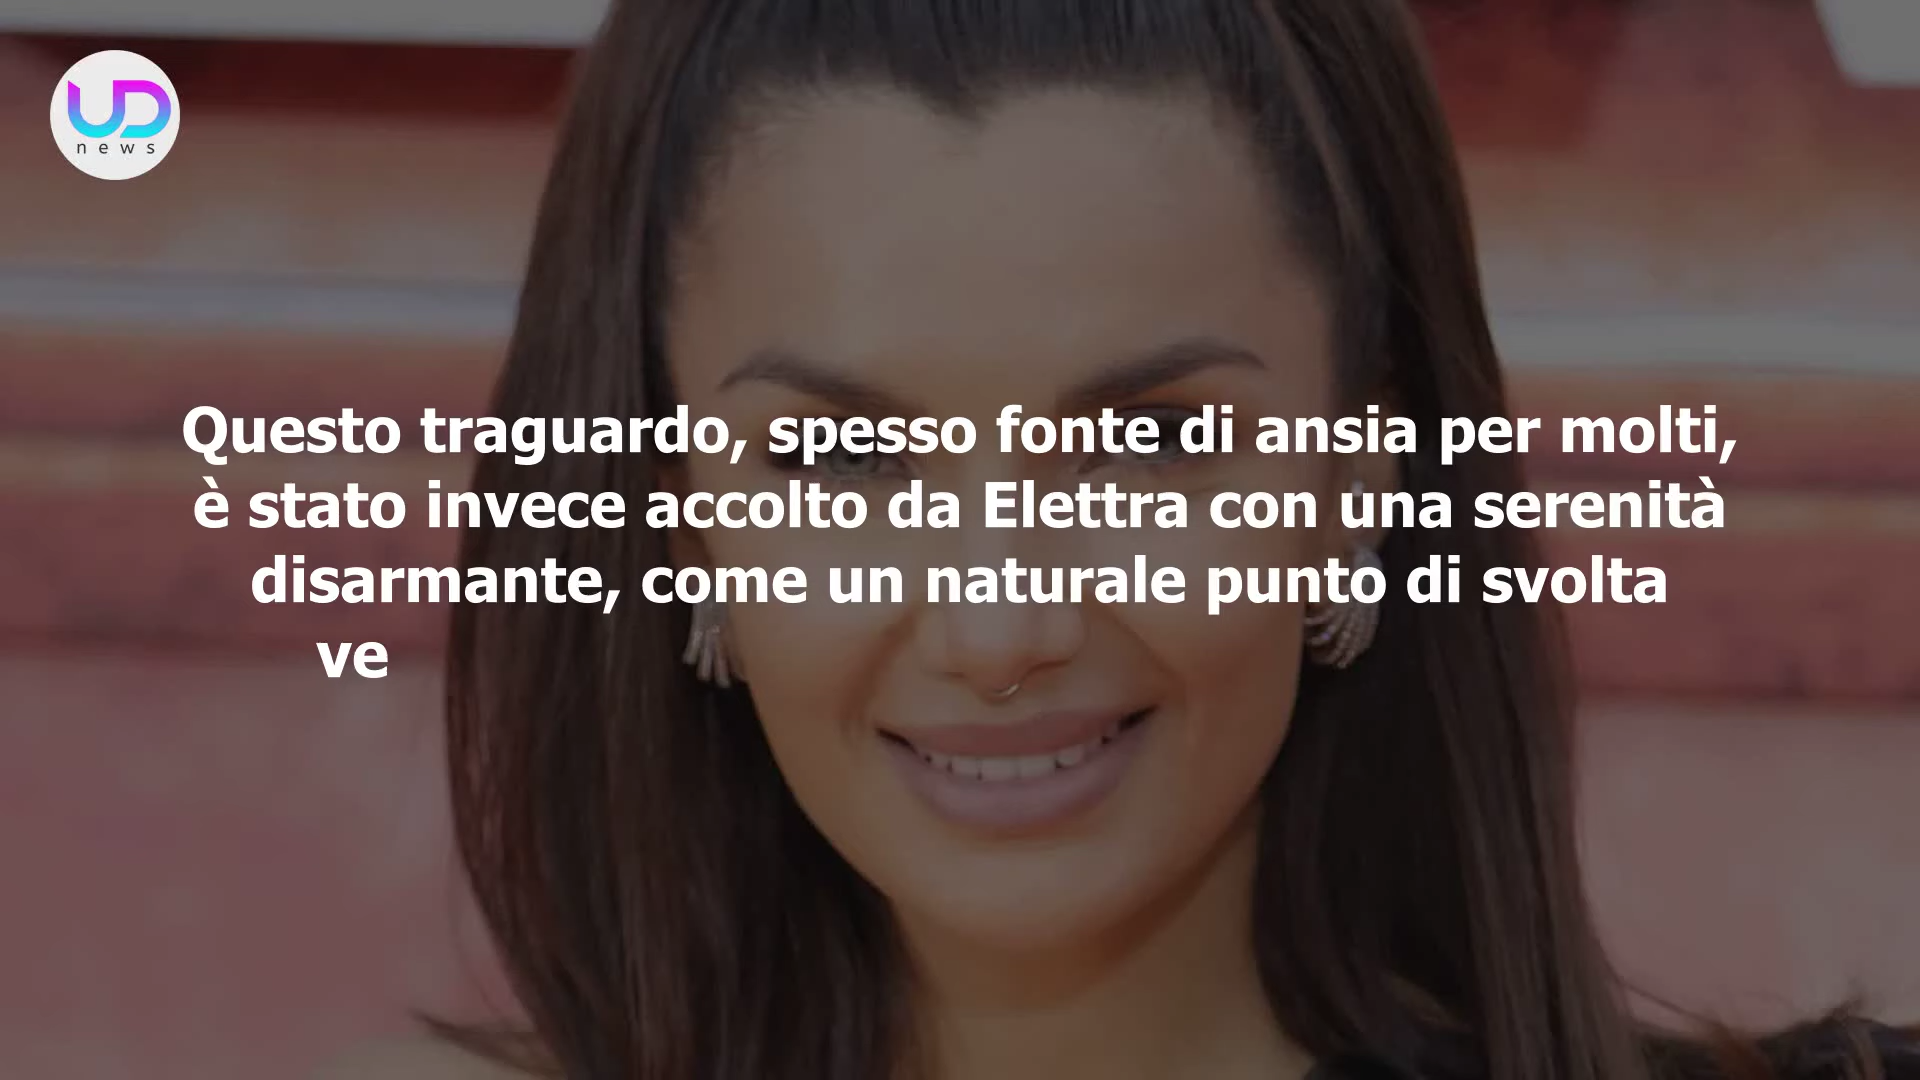 UD
news
Questo traguardo, spesso fonte di ansia per molti,
è stato invece accolto da Elettra con una serenità
disarmante, come un naturale punto di svolta
ve